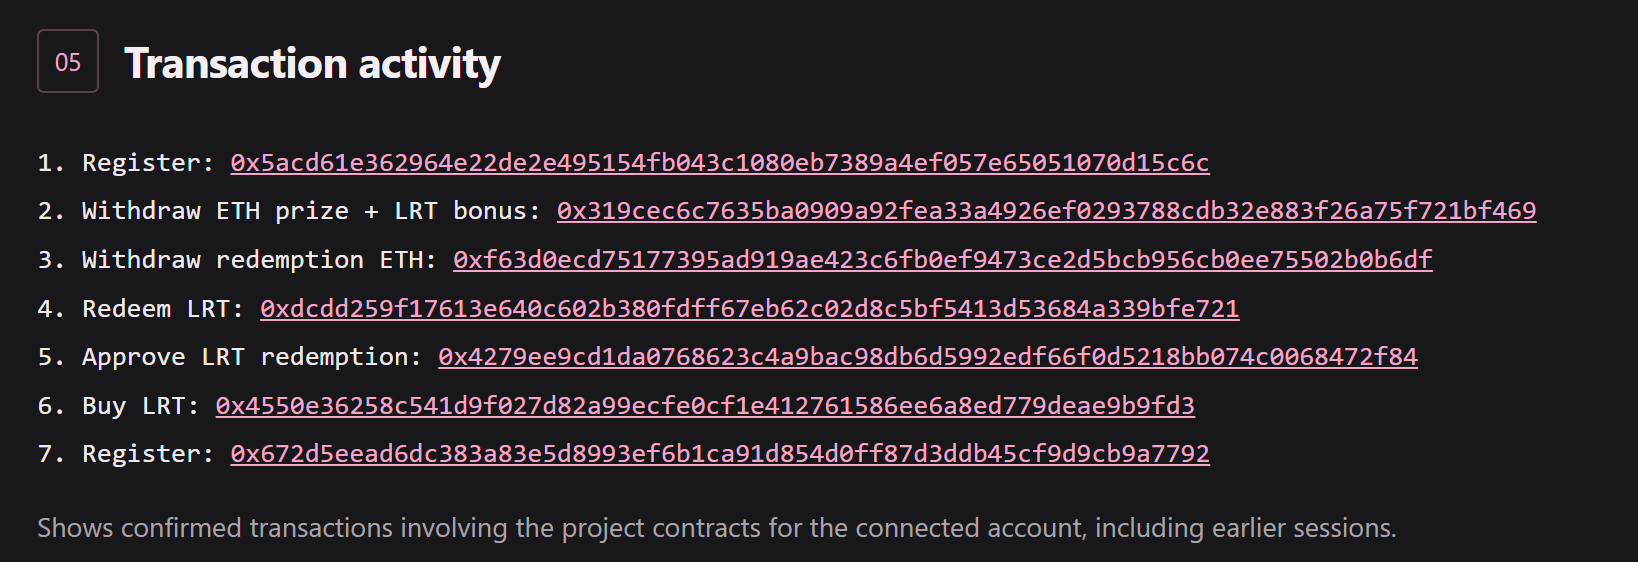 05
Transaction activity
1. Register: 0x5acd61e362964e22de2e495154fb043c1080eb7389a4ef057e65051070d15c6c
2. Withdraw ETH prize + LRT bonus: 0x319cec6c7635ba0909a92fea33a4926ef0293788cdb32e883f26a75f721bf469
3. Withdraw redemption ETH: 0xf63d0ecd75177395ad919ae423c6fb0ef9473ce2d5bcb956cb0ee75502b0b6df
4. Redeem LRT: 0xdcdd259f17613e640c602b380fdff67eb62c02d8c5bf5413d53684a339bfe721
5. Approve LRT redemption: 0x4279ee9cd1da0768623c4a9bac98db6d5992edf66f0d5218bb074c0068472f84
6. Buy LRT: 0x4550e36258c541d9f027d82a99ecfe0cf1e412761586ee6a8ed779deae9b9fd3
7. Register: 0x672d5eead6dc383a83e5d8993ef6b1ca91d854d0ff87d3ddb45cf9d9cb9a7792
Shows confirmed transactions involving the project contracts for the connected account, including earlier sessions.